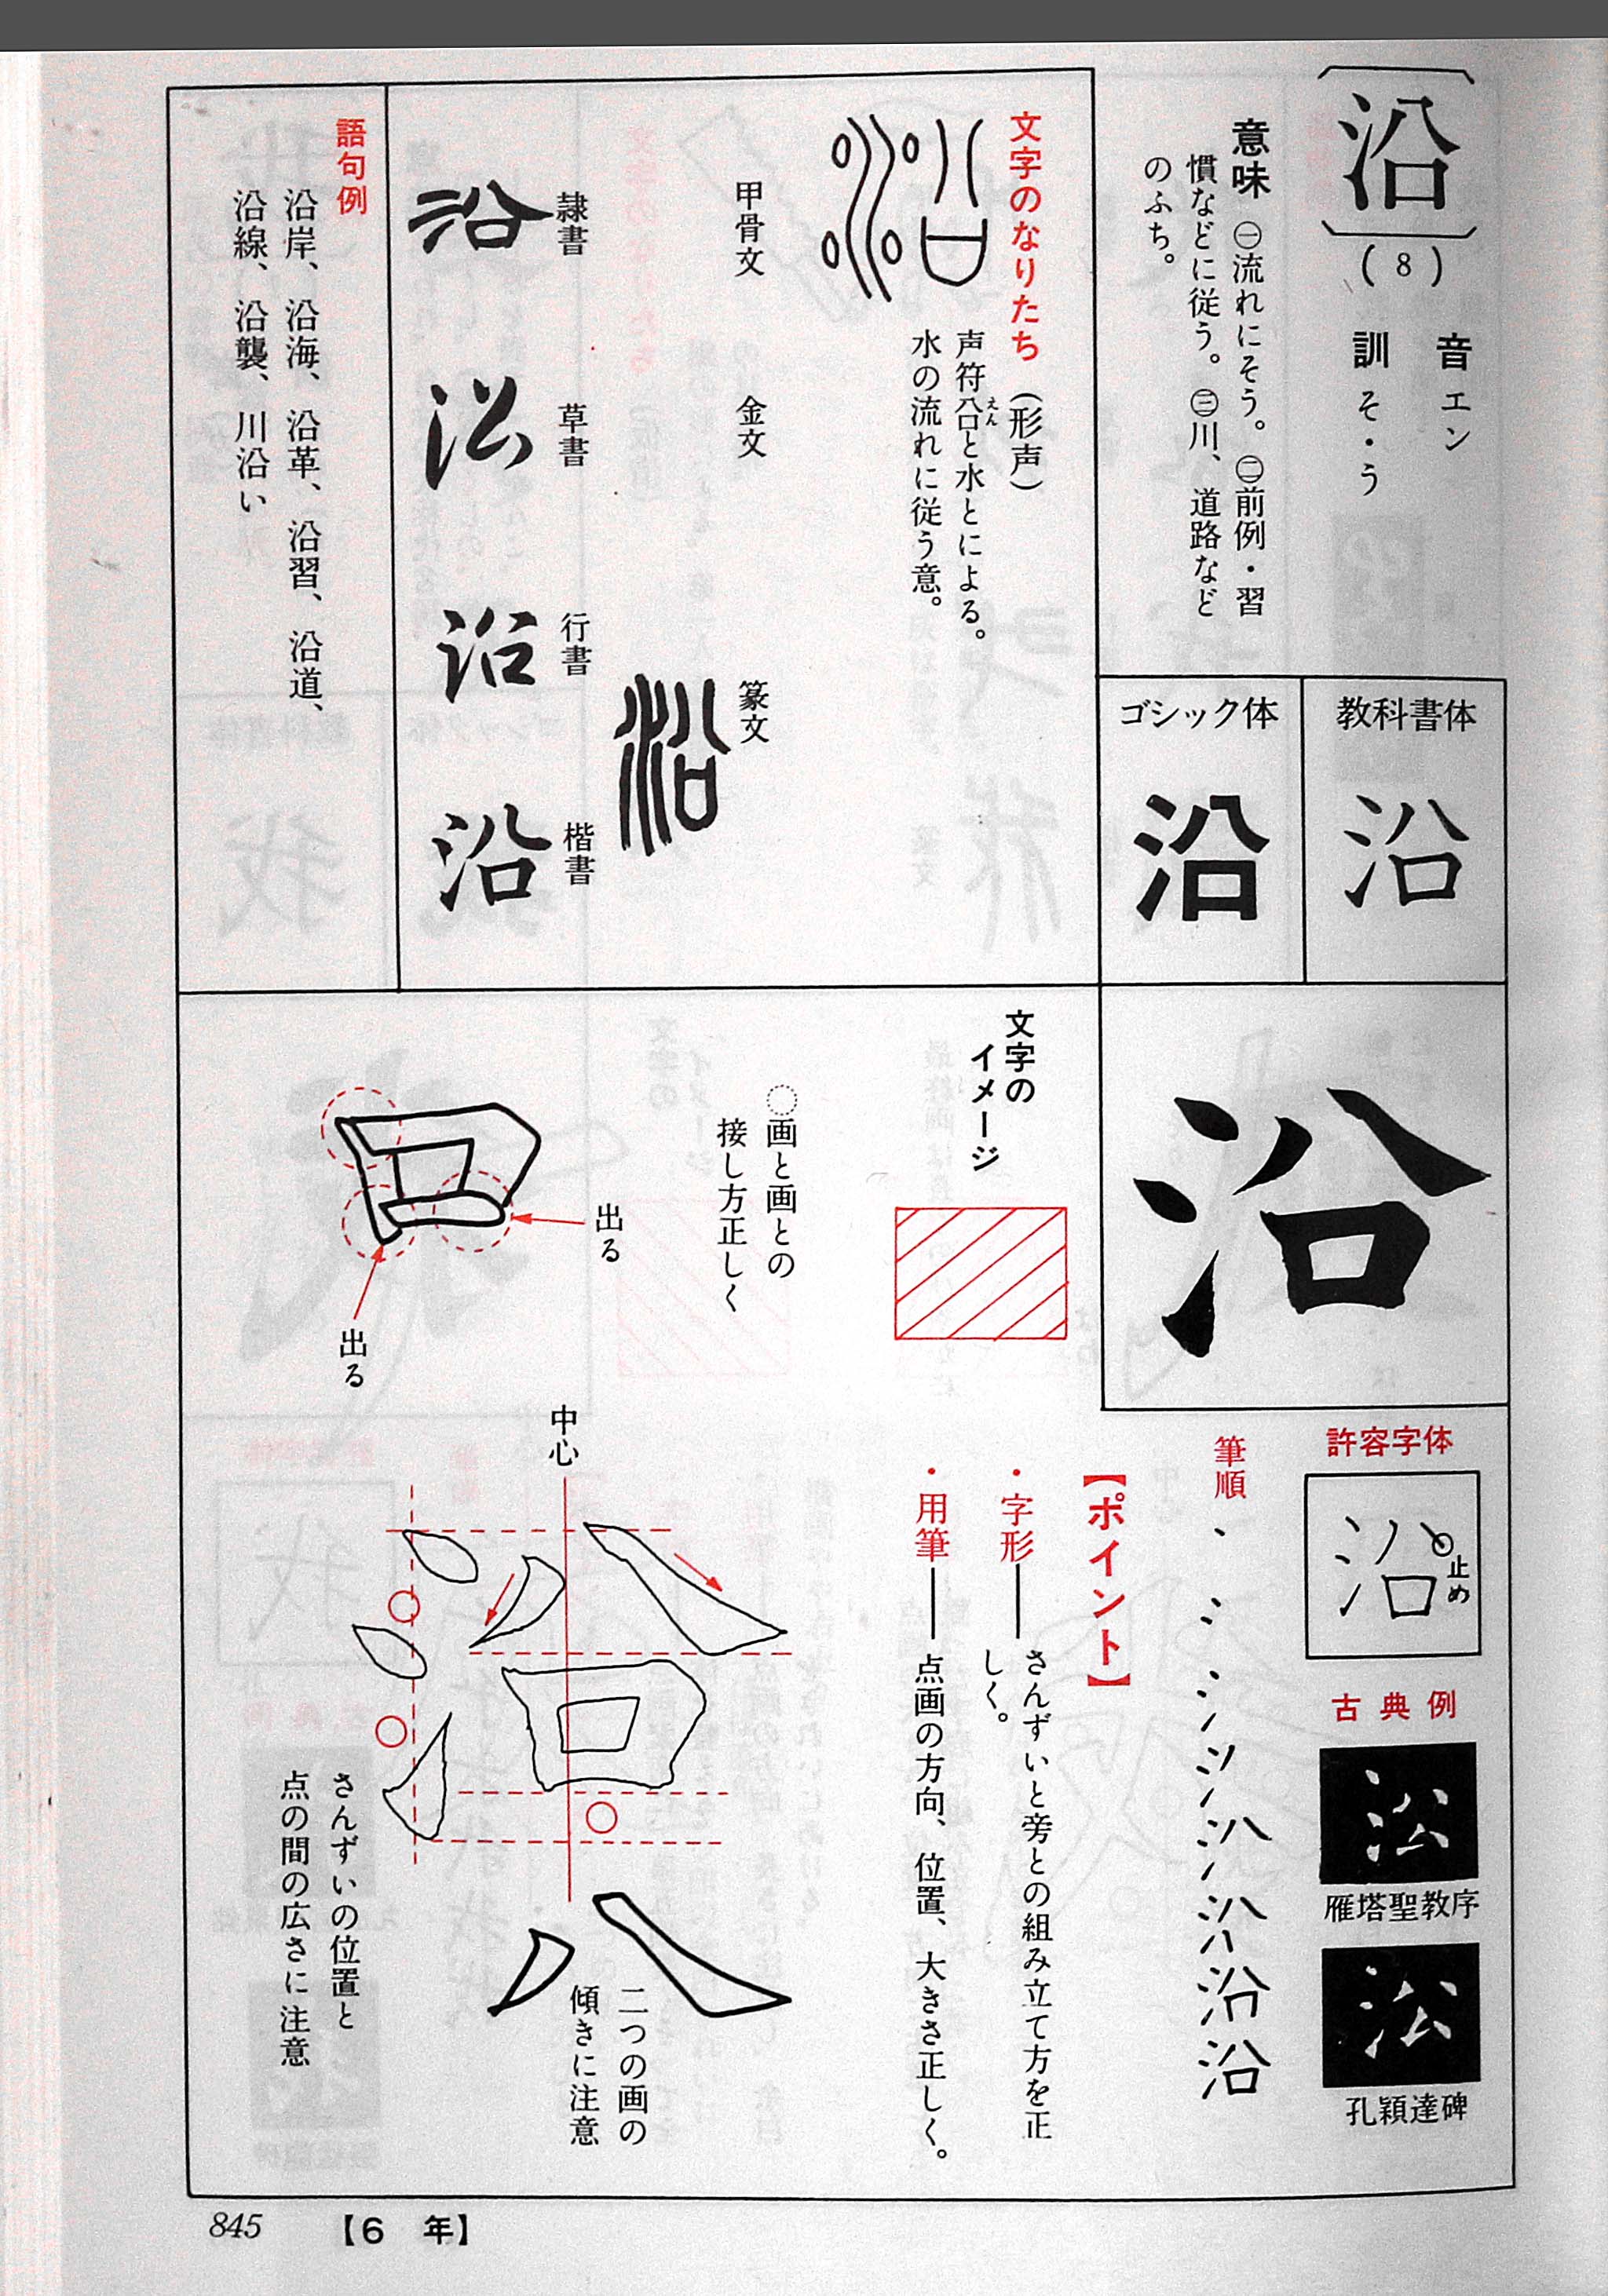 沿
(8)
音 エン
訓 そ・う
意味 ㊀流れにそう。㊁前例・習
慣などに従う。㊂川、道路など
のふち。
教科書体
沿
ゴシック体
沿
文字のなりたち (形声)
声符㕣と水とによる。
えん
水の流れに従う意。
甲骨文
金文
篆文
沿
隷書
沿
草書
沿
行書
沿
楷書
沿
語句例
沿岸、沿海、沿革、沿習、沿道、
沿線、沿襲、川沿い
沿
許容字体
沿
止め
古典例
雁塔聖教序
孔穎達碑
筆順
沿
沿
【ポイント】
・字形──さんずいと旁との組み立て方を正
しく。
・用筆──点画の方向、位置、大きさ正しく。
文字の
イメージ
画と画との
接し方正しく
出る
出る
中心
二つの画の
傾きに注意
さんずいの位置と
点の間の広さに注意
845
【6 年】